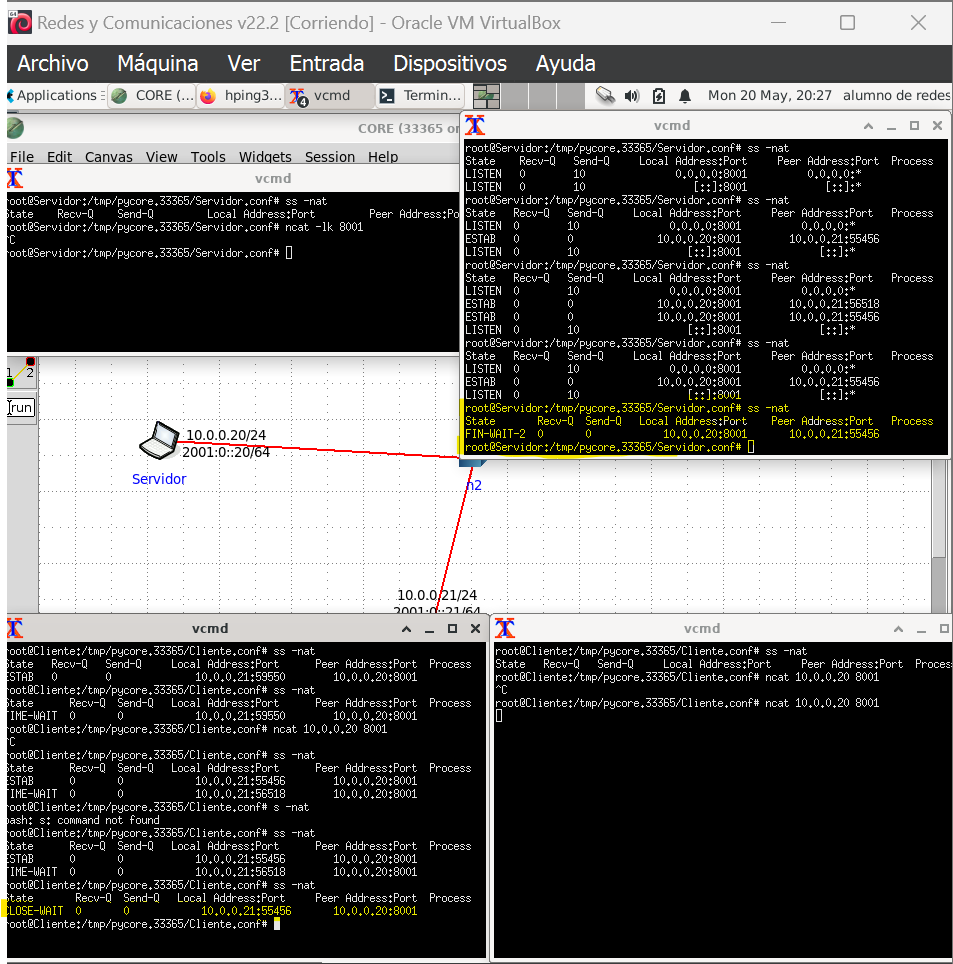 Redes y Comunicaciones v22.2 [Corriendo] - Oracle VM VirtualBox
Archivo Máquina Ver Entrada Dispositivos Ayuda
Applications CORE (... hping3... vcmd Termin... Mon 20 May, 20:27 alumno de redes
CORE (33365 on
File Edit Canvas View Tools Widgets Session Help
vcmd
root@Servidor:/tmp/pycore.33365/Servidor.conf# ss -nat
State Recv-Q Send-Q Local Address:Port Peer Address:Po
root@Servidor:/tmp/pycore.33365/Servidor.conf# ncat -lk 8001
^C
root@Servidor:/tmp/pycore.33365/Servidor.conf#
vcmd
root@Servidor:/tmp/pycore.33365/Servidor.conf# ss -nat
State Recv-Q Send-Q Local Address:Port Peer Address:Port Process
LISTEN 0 10 0.0.0.0:8001 0.0.0.0:*
LISTEN 0 10 [::]:8001 [::]:*
root@Servidor:/tmp/pycore.33365/Servidor.conf# ss -nat
State Recv-Q Send-Q Local Address:Port Peer Address:Port Process
LISTEN 0 10 0.0.0.0:8001 0.0.0.0:*
ESTAB 0 0 10.0.0.20:8001 10.0.0.21:55456
LISTEN 0 10 [::]:8001 [::]:*
root@Servidor:/tmp/pycore.33365/Servidor.conf# ss -nat
State Recv-Q Send-Q Local Address:Port Peer Address:Port Process
LISTEN 0 10 0.0.0.0:8001 0.0.0.0:*
ESTAB 0 0 10.0.0.20:8001 10.0.0.21:56518
ESTAB 0 0 10.0.0.20:8001 10.0.0.21:55456
LISTEN 0 10 [::]:8001 [::]:*
root@Servidor:/tmp/pycore.33365/Servidor.conf# ss -nat
State Recv-Q Send-Q Local Address:Port Peer Address:Port Process
LISTEN 0 10 0.0.0.0:8001 0.0.0.0:*
ESTAB 0 0 10.0.0.20:8001 10.0.0.21:55456
LISTEN 0 10 [::]:8001 [::]:*
root@Servidor:/tmp/pycore.33365/Servidor.conf# ss -nat
State Recv-Q Send-Q Local Address:Port Peer Address:Port Process
FIN-WAIT-2 0 0 10.0.0.20:8001 10.0.0.21:55456
root@Servidor:/tmp/pycore.33365/Servidor.conf#
1 2
run
10.0.0.20/24
2001:0::20/64
Servidor
n2
10.0.0.21/24
2001:0::21/64
vcmd
root@Cliente:/tmp/pycore.33365/Cliente.conf# ss -nat
State Recv-Q Send-Q Local Address:Port Peer Address:Port Process
ESTAB 0 0 10.0.0.21:59550 10.0.0.20:8001
root@Cliente:/tmp/pycore.33365/Cliente.conf# ss -nat
State Recv-Q Send-Q Local Address:Port Peer Address:Port Process
TIME-WAIT 0 0 10.0.0.21:59550 10.0.0.20:8001
root@Cliente:/tmp/pycore.33365/Cliente.conf# ncat 10.0.0.20 8001
^C
root@Cliente:/tmp/pycore.33365/Cliente.conf# ss -nat
State Recv-Q Send-Q Local Address:Port Peer Address:Port Process
ESTAB 0 0 10.0.0.21:55456 10.0.0.20:8001
TIME-WAIT 0 0 10.0.0.21:56518 10.0.0.20:8001
root@Cliente:/tmp/pycore.33365/Cliente.conf# s -nat
bash: s: command not found
root@Cliente:/tmp/pycore.33365/Cliente.conf# ss -nat
State Recv-Q Send-Q Local Address:Port Peer Address:Port Process
ESTAB 0 0 10.0.0.21:55456 10.0.0.20:8001
TIME-WAIT 0 0 10.0.0.21:56518 10.0.0.20:8001
root@Cliente:/tmp/pycore.33365/Cliente.conf# ss -nat
State Recv-Q Send-Q Local Address:Port Peer Address:Port Process
CLOSE-WAIT 0 0 10.0.0.21:55456 10.0.0.20:8001
root@Cliente:/tmp/pycore.33365/Cliente.conf#
vcmd
root@Cliente:/tmp/pycore.33365/Cliente.conf# ss -nat
State Recv-Q Send-Q Local Address:Port Peer Address:Port Proces
root@Cliente:/tmp/pycore.33365/Cliente.conf# ncat 10.0.0.20 8001
^C
root@Cliente:/tmp/pycore.33365/Cliente.conf# ncat 10.0.0.20 8001